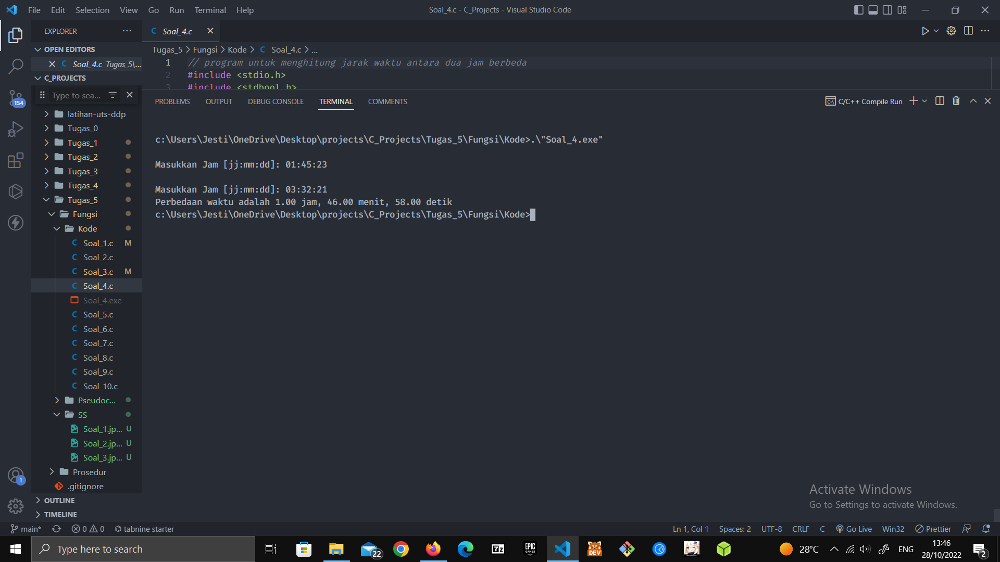 File Edit Selection View Go Run Terminal Help
Soal_4.c - C_Projects - Visual Studio Code
EXPLORER
OPEN EDITORS
Soal_4.c Tugas_5\...
C_PROJECTS
Type to sea...
latihan-uts-ddp
Tugas_0
Tugas_1
Tugas_2
Tugas_3
Tugas_4
Tugas_5
Fungsi
Kode
Soal_1.c M
Soal_2.c
Soal_3.c M
Soal_4.c
Soal_4.exe
Soal_5.c
Soal_6.c
Soal_7.c
Soal_8.c
Soal_9.c
Soal_10.c
Pseudoc...
SS
Soal_1.jp... U
Soal_2.jp... U
Soal_3.jp... U
Prosedur
.gitignore
OUTLINE
TIMELINE
154
1
Soal_4.c
Tugas_5 > Fungsi > Kode > C Soal_4.c > ...
1 // program untuk menghitung jarak waktu antara dua jam berbeda
2 #include <stdio.h>
3 #include <stdbool.h>
PROBLEMS OUTPUT DEBUG CONSOLE TERMINAL COMMENTS
C/C++ Compile Run
c:\Users\Jesti\OneDrive\Desktop\projects\C_Projects\Tugas_5\Fungsi\Kode>.\"Soal_4.exe"
Masukkan Jam [jj:mm:dd]: 01:45:23
Masukkan Jam [jj:mm:dd]: 03:32:21
Perbedaan waktu adalah 1.00 jam, 46.00 menit, 58.00 detik
c:\Users\Jesti\OneDrive\Desktop\projects\C_Projects\Tugas_5\Fungsi\Kode>
Activate Windows
Go to Settings to activate Windows.
main* 0 0 tabnine starter
Ln 1, Col 1 Spaces: 2 UTF-8 CRLF C Go Live Win32 Prettier
Type here to search
22
7z
EPIC GAMES
DEV
28°C
ENG
13:46
28/10/2022
2